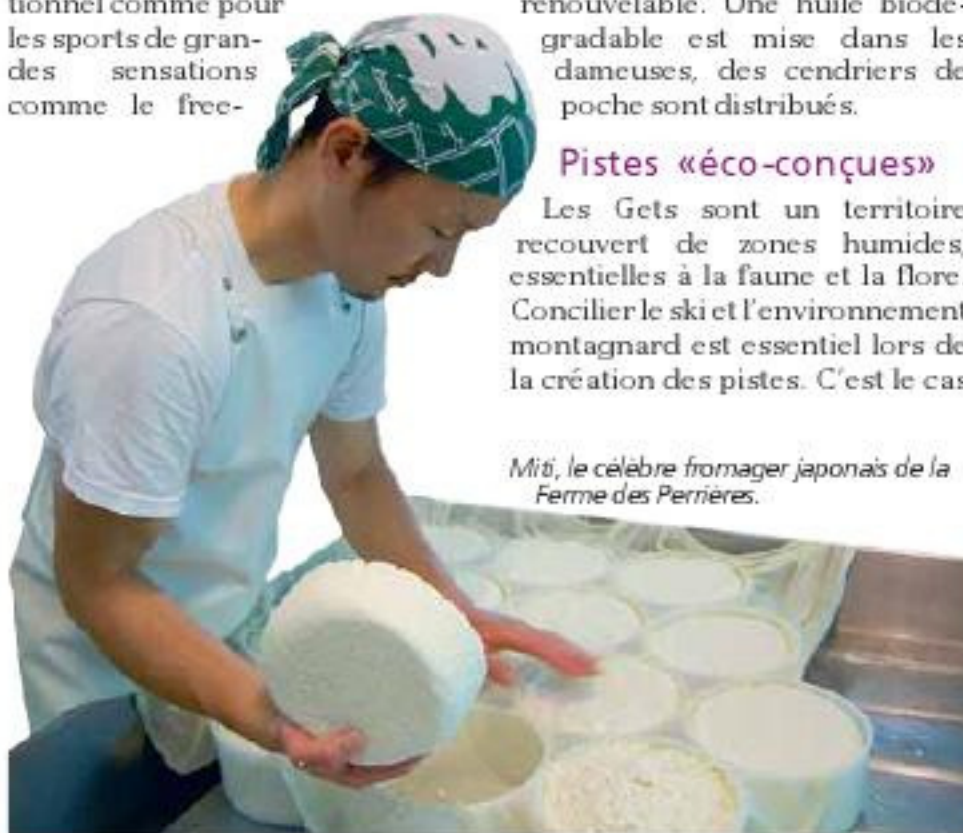 tionnel comme pour
les sports de gran-
des sensations
comme le free-
renouvelable. Une huile biodé-
gradable est mise dans les
dameuses, des cendriers de
poche sont distribués.
Pistes «éco-conçues»
Les Gets sont un territoire
recouvert de zones humides,
essentielles à la faune et la flore.
Concilier le ski et l'environnement
montagnard est essentiel lors de
la création des pistes. C'est le cas
Miti, le célèbre fromager japonais de la
Ferme des Perrières.